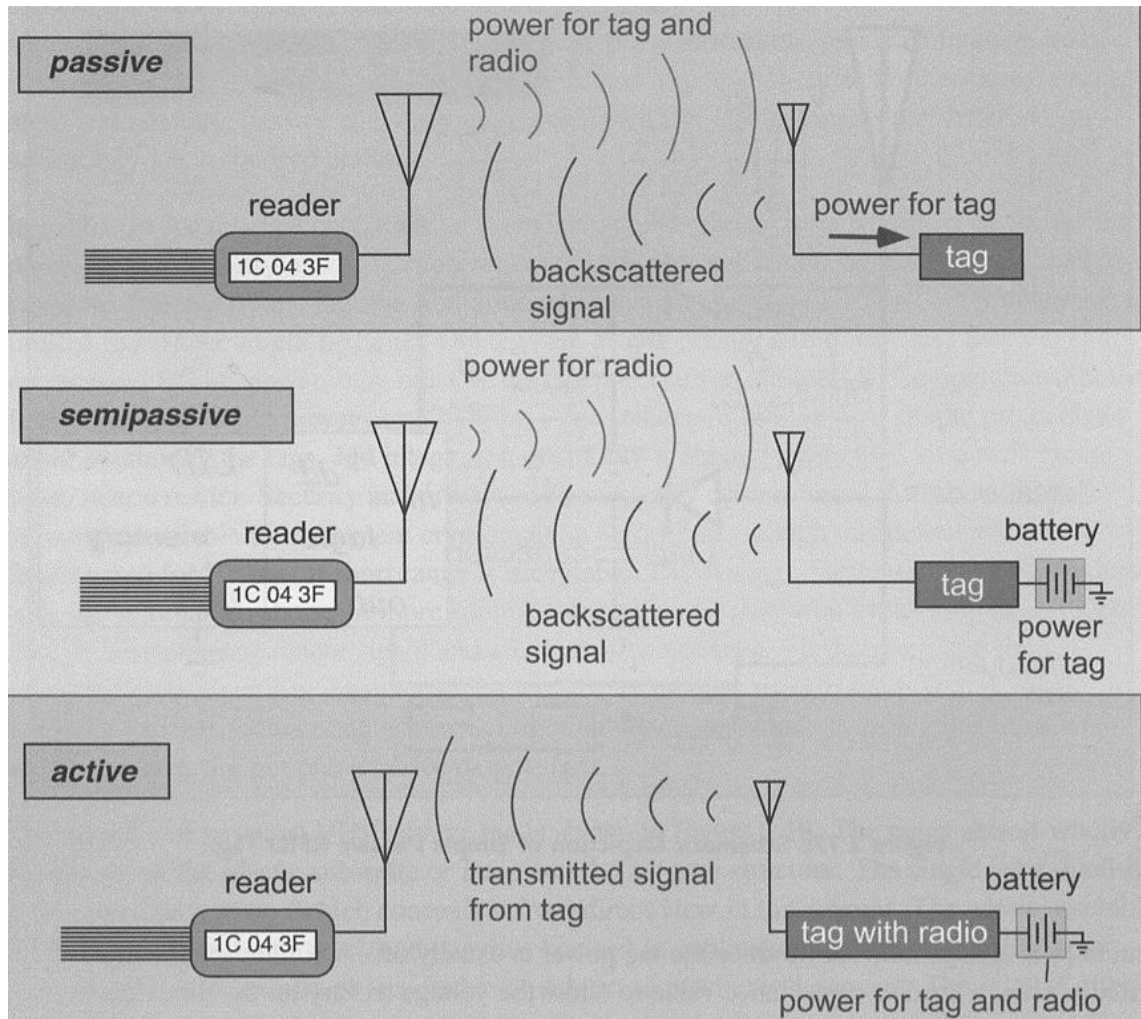 passive
power for tag and
radio
reader
1C 04 3F
backscattered
signal
power for tag
tag
semipassive
power for radio
reader
1C 04 3F
backscattered
signal
battery
tag
power
for tag
active
reader
1C 04 3F
transmitted signal
from tag
battery
tag with radio
power for tag and radio